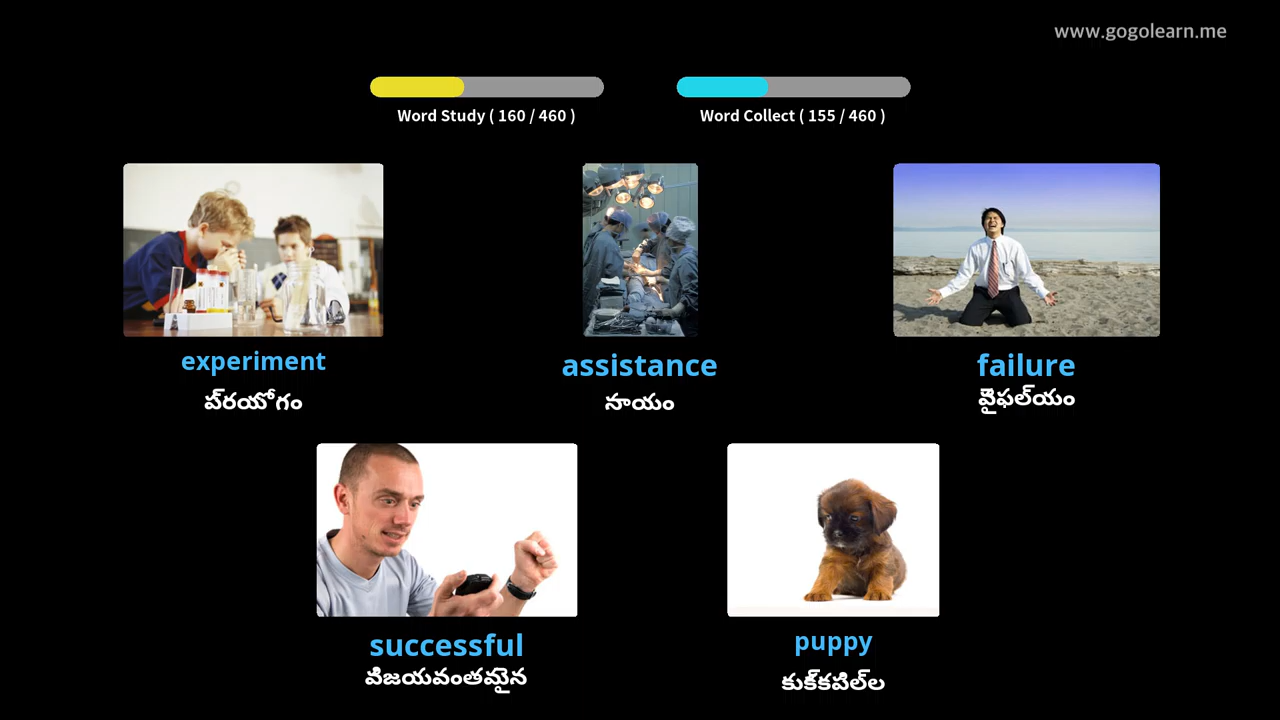 www.gogolearn.me
Word Study ( 160 / 460 )
Word Collect ( 155 / 460 )
experiment
ప్రయోగం
assistance
సాయం
failure
వైఫల్యం
successful
విజయవంతమైన
puppy
కుక్కపిల్ల